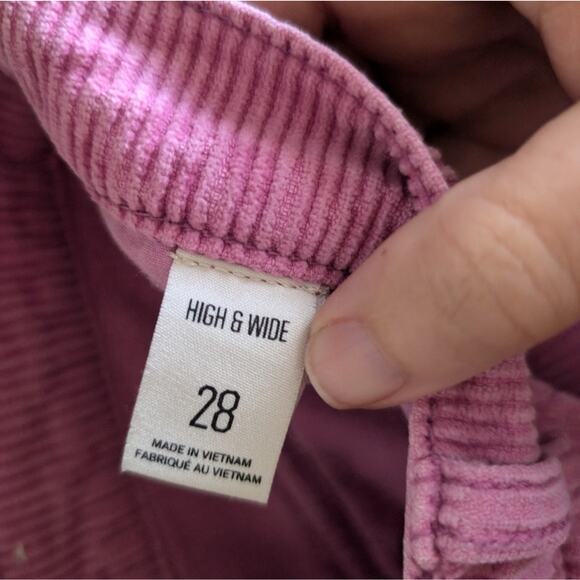 HIGH & WIDE
28
MADE IN VIETNAM
FABRIQUÉ AU VIETNAM